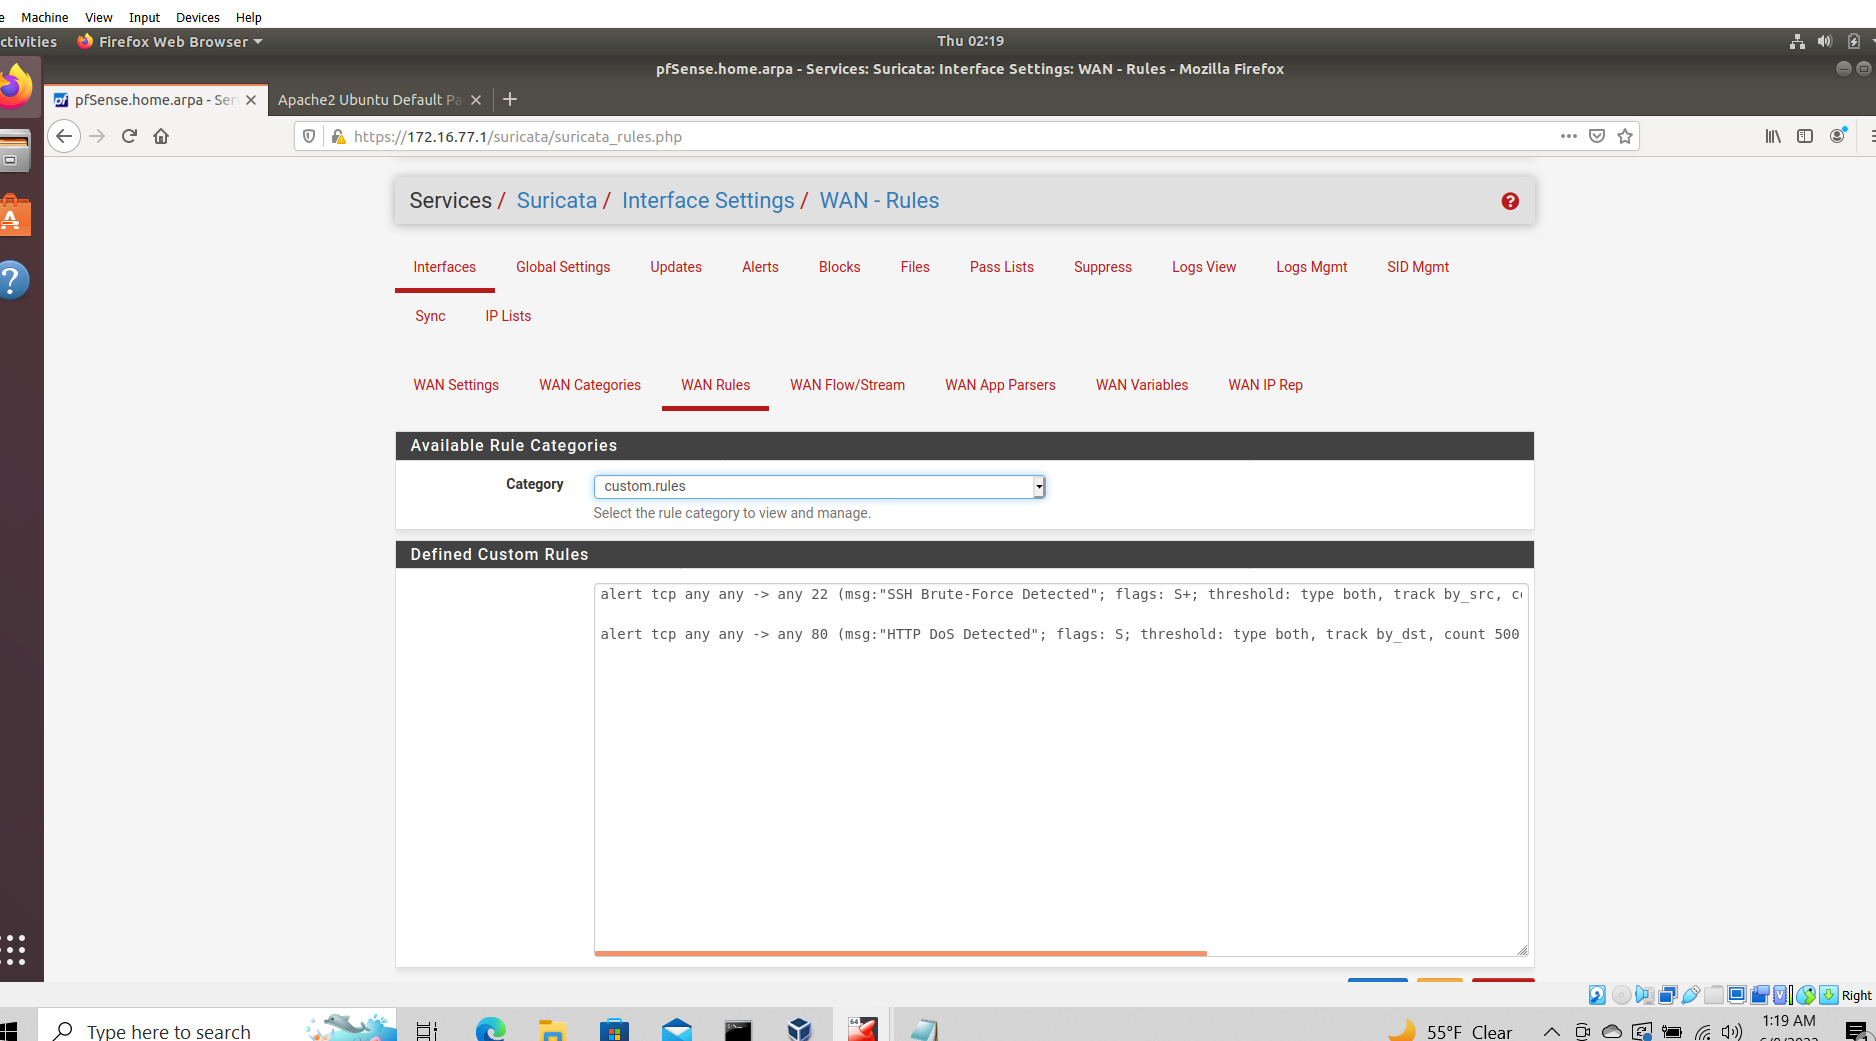 Machine View Input Devices Help
Firefox Web Browser
Thu 02:19
pfSense.home.arpa - Services: Suricata: Interface Settings: WAN - Rules - Mozilla Firefox
pfSense.home.arpa - Ser
Apache2 Ubuntu Default Pa
https://172.16.77.1/suricata/suricata_rules.php
Services / Suricata / Interface Settings / WAN - Rules
Interfaces Global Settings Updates Alerts Blocks Files Pass Lists Suppress Logs View Logs Mgmt SID Mgmt
Sync IP Lists
WAN Settings WAN Categories WAN Rules WAN Flow/Stream WAN App Parsers WAN Variables WAN IP Rep
Available Rule Categories
Category custom.rules
Select the rule category to view and manage.
Defined Custom Rules
alert tcp any any -> any 22 (msg:"SSH Brute-Force Detected"; flags: S+; threshold: type both, track by_src,
alert tcp any any -> any 80 (msg:"HTTP DoS Detected"; flags: S; threshold: type both, track by_dst, count 500
Right
Type here to search
55°F Clear
1:19 AM